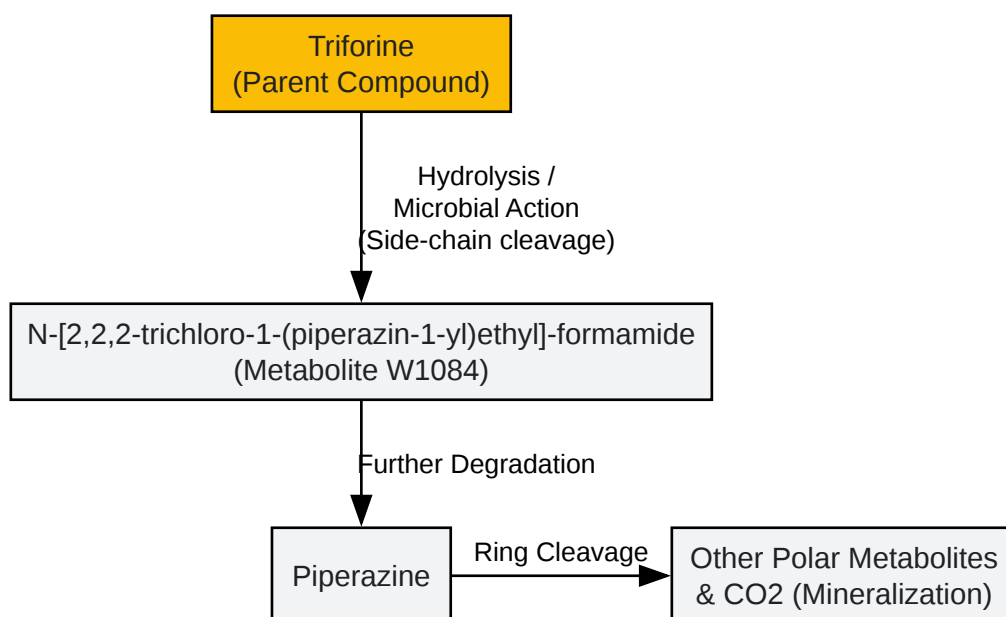 Triforine
(Parent Compound)
Hydrolysis /
Microbial Action
(Side-chain cleavage)
N-[2,2,2-trichloro-1-(piperazin-1-yl)ethyl]-formamide
(Metabolite W1084)
Further Degradation
Piperazine
Ring Cleavage
Other Polar Metabolites
& CO2 (Mineralization)